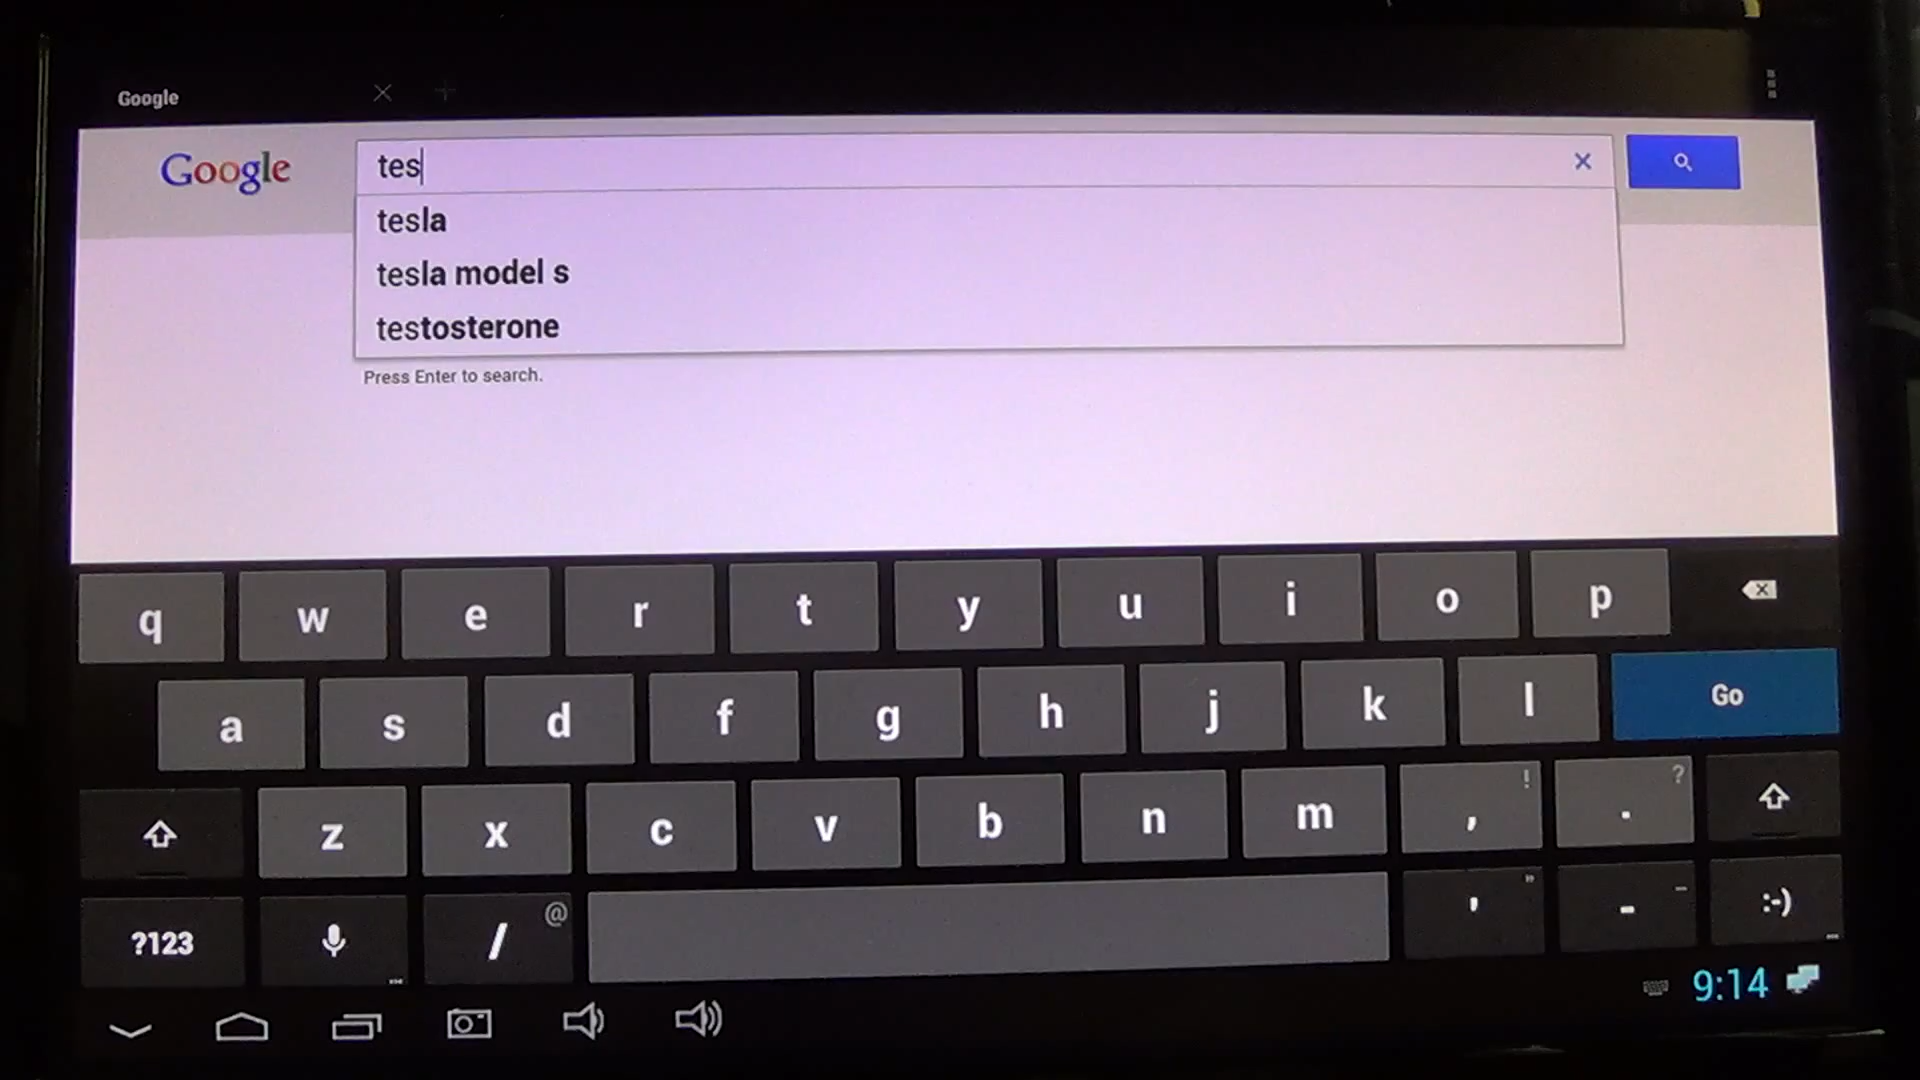 Google
Google
tes
tesla
tesla model s
testosterone
Press Enter to search.
q w e r t y u i o p
a s d f g h j k l Go
z x c v b n m , ! . ?
?123 / @ ' " - _ :-)
9:14